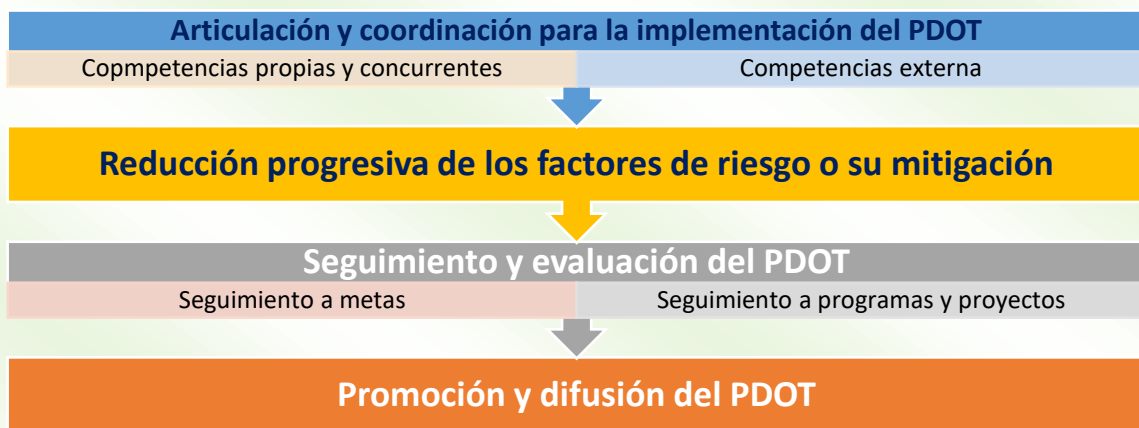 Articulación y coordinación para la implementación del PDOT
Copmpetencias propias y concurrentes
Competencias externa
Reducción progresiva de los factores de riesgo o su mitigación
Seguimiento y evaluación del PDOT
Seguimiento a metas
Seguimiento a programas y proyectos
Promoción y difusión del PDOT